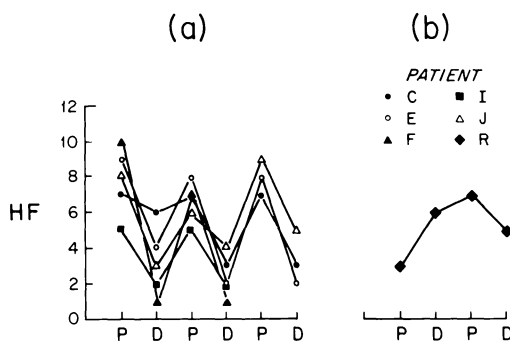 (a) (b)
PATIENT
C I
E J
F R
HF
12
10
8
6
4
2
0
P D P D P D P D P D